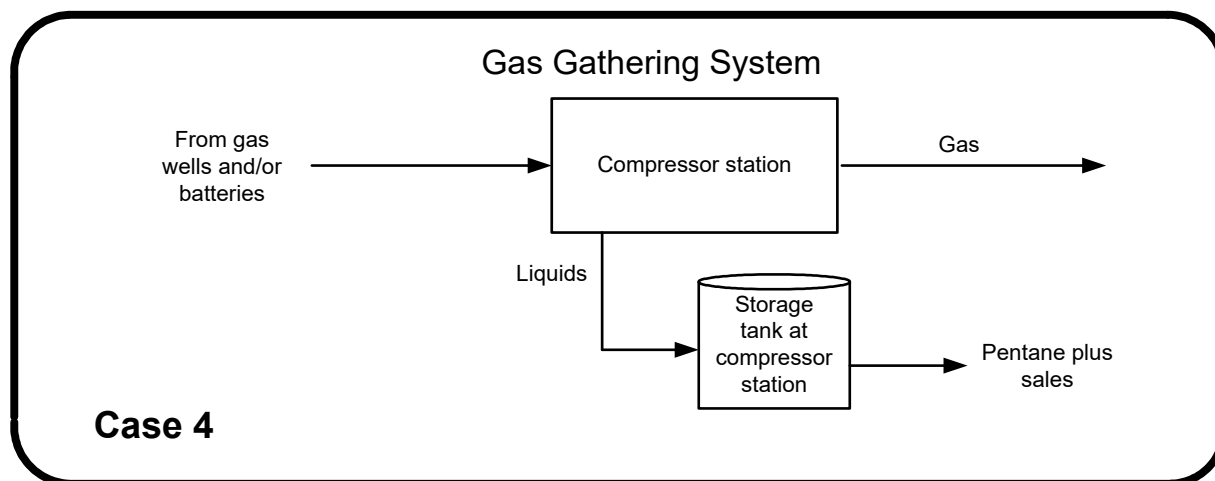 Gas Gathering System
From gas
wells and/or
batteries
Compressor station
Gas
Liquids
Storage
tank at
compressor
station
Pentane plus
sales
Case 4